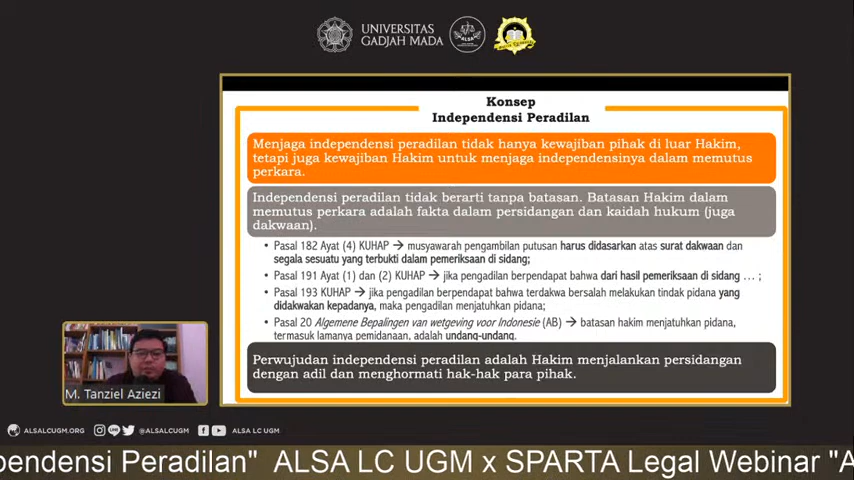 UNIVERSITAS
GADJAH MADA
ALSA
Konsep
Independensi Peradilan
Menjaga independensi peradilan tidak hanya kewajiban pihak di luar Hakim,
tetapi juga kewajiban Hakim untuk menjaga independensinya dalam memutus
perkara.
Independensi peradilan tidak berarti tanpa batasan. Batasan Hakim dalam
memutus perkara adalah fakta dalam persidangan dan kaidah hukum (juga
dakwaan).
• Pasal 182 Ayat (4) KUHAP → musyawarah pengambilan putusan harus didasarkan atas surat dakwaan dan
segala sesuatu yang terbukti dalam pemeriksaan di sidang;
• Pasal 191 Ayat (1) dan (2) KUHAP → jika pengadilan berpendapat bahwa dari hasil pemeriksaan di sidang … ;
• Pasal 193 KUHAP → jika pengadilan berpendapat bahwa terdakwa bersalah melakukan tindak pidana yang
didakwakan kepadanya, maka pengadilan menjatuhkan pidana;
• Pasal 20 Algemene Bepalingen van wetgeving voor Indonesie (AB) → batasan hakim menjatuhkan pidana,
termasuk lamanya pemidanaan, adalah undang-undang.
Perwujudan independensi peradilan adalah Hakim menjalankan persidangan
dengan adil dan menghormati hak-hak para pihak.
M. Tanziel Aziezi
ALSALCUGM.ORG @ALSALCUGM ALSA LC UGM
pendensi Peradilan" ALSA LC UGM x SPARTA Legal Webinar "A